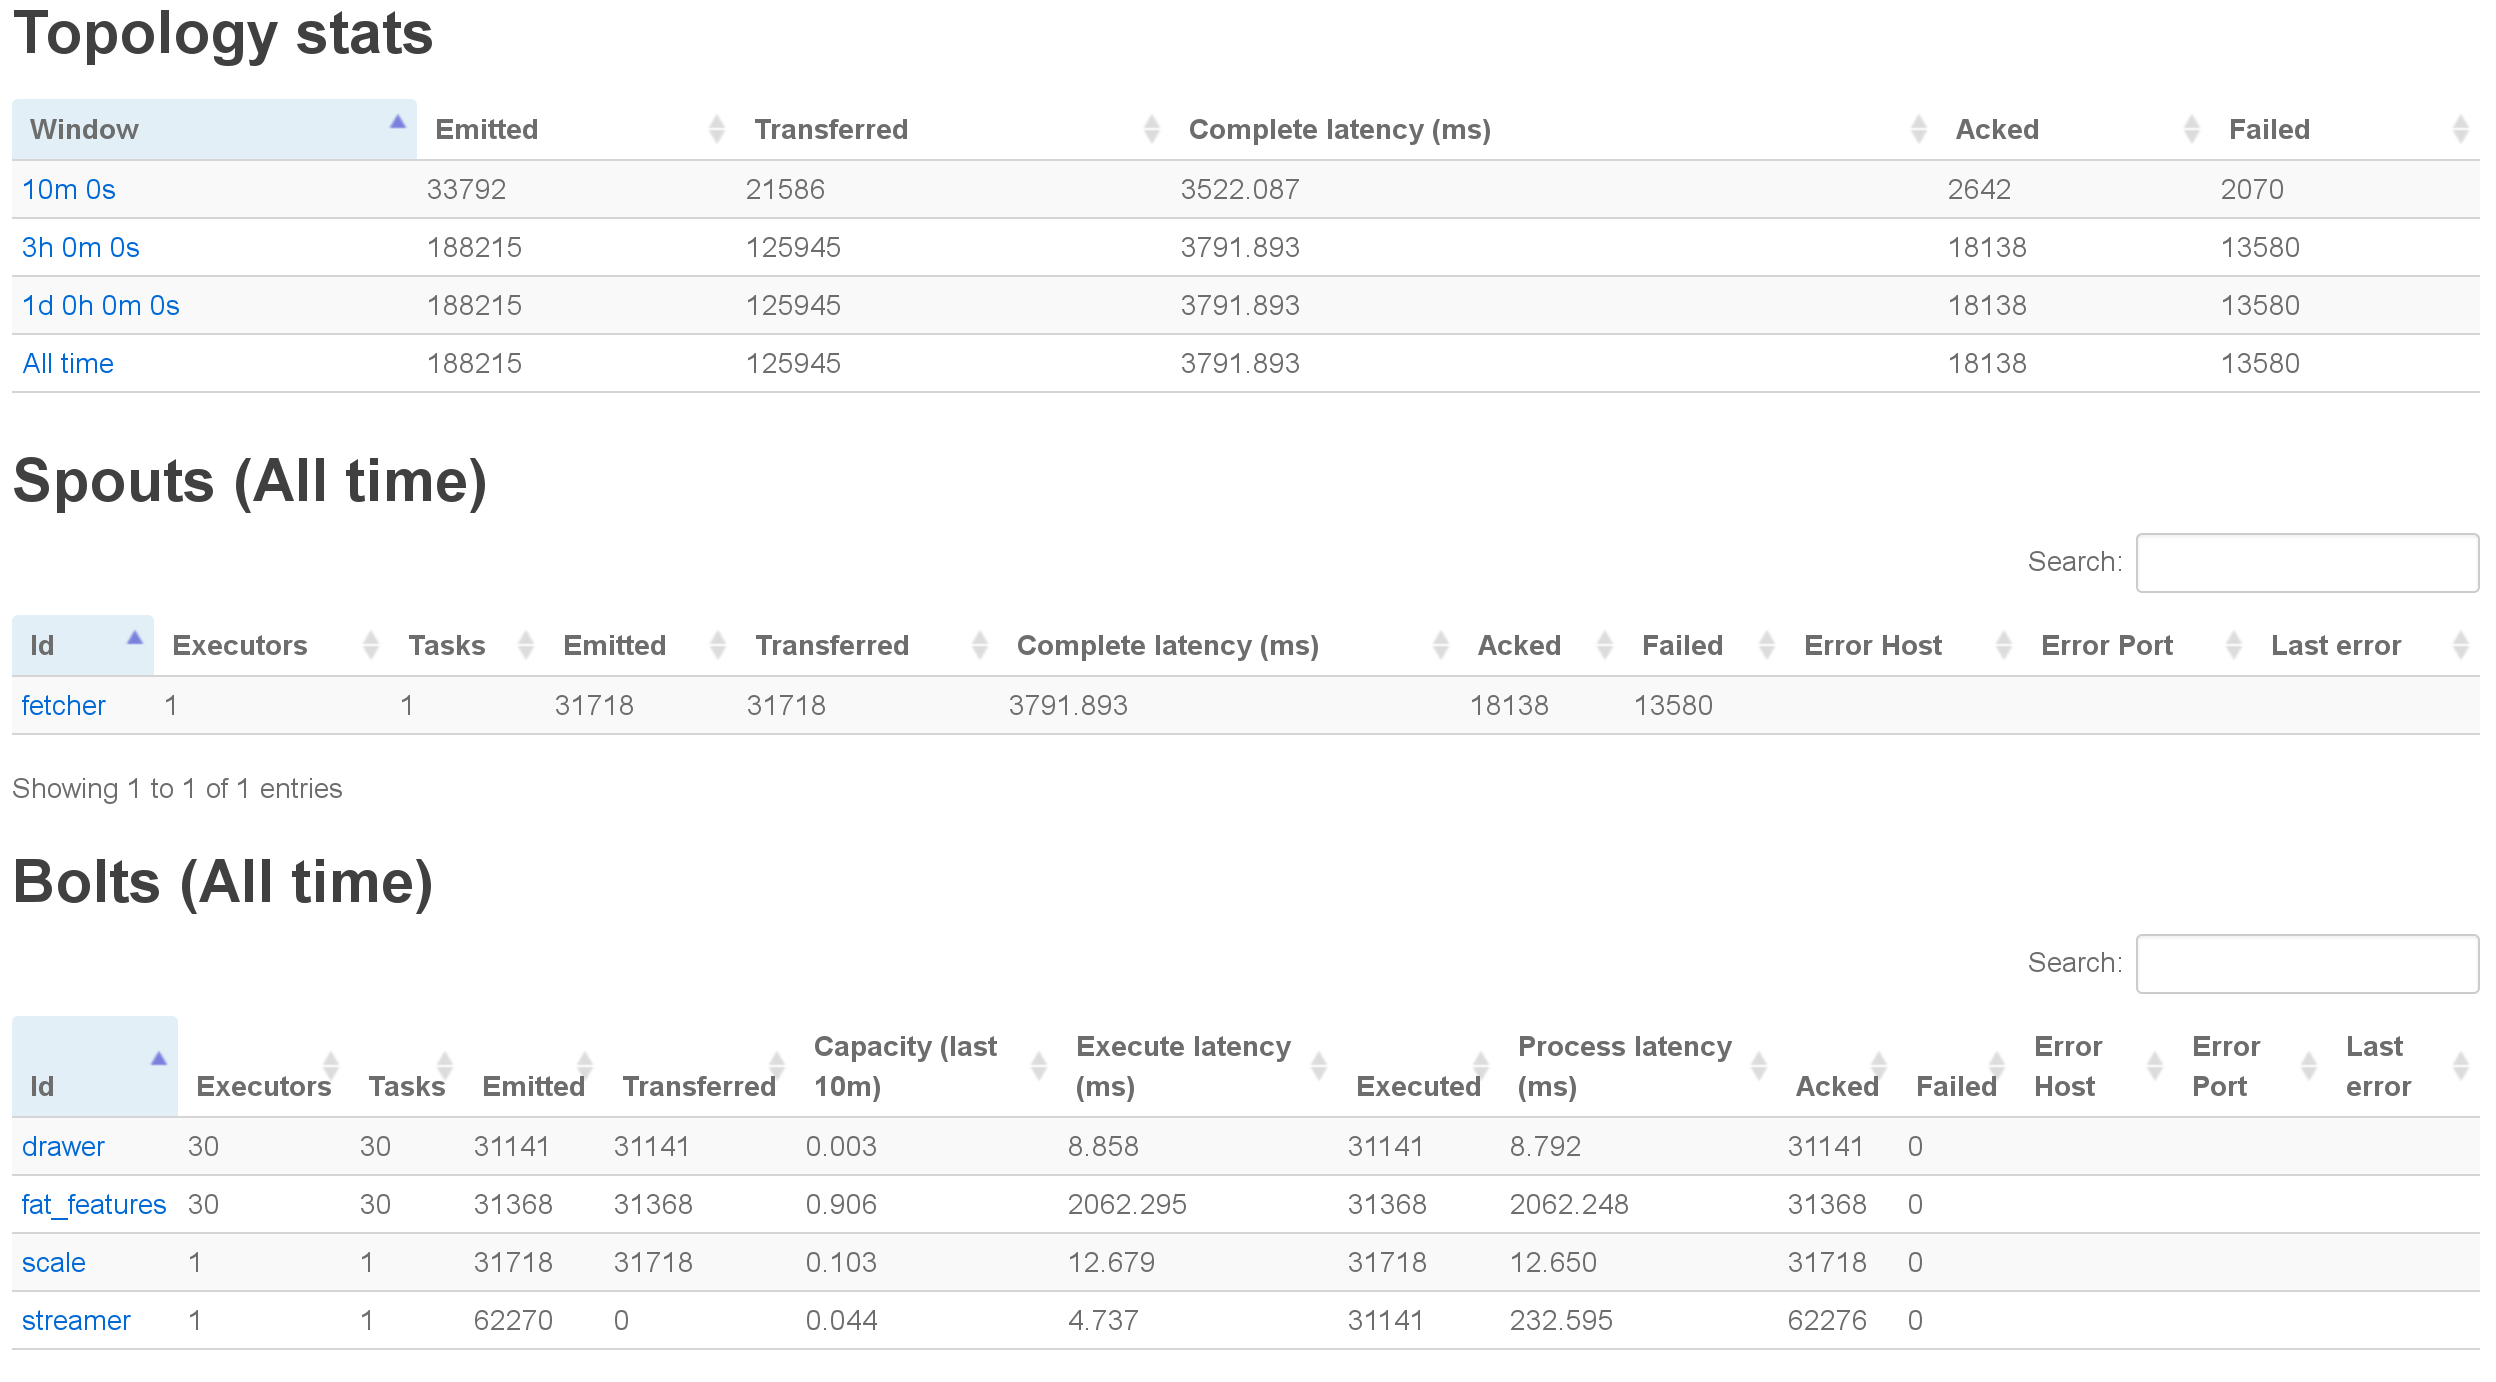 Topology stats
Window Emitted Transferred Complete latency (ms) Acked Failed
10m 0s 33792 21586 3522.087 2642 2070
3h 0m 0s 188215 125945 3791.893 18138 13580
1d 0h 0m 0s 188215 125945 3791.893 18138 13580
All time 188215 125945 3791.893 18138 13580
Spouts (All time)
Search:
Id Executors Tasks Emitted Transferred Complete latency (ms) Acked Failed Error Host Error Port Last error
fetcher 1 1 31718 31718 3791.893 18138 13580
Showing 1 to 1 of 1 entries
Bolts (All time)
Search:
Id Executors Tasks Emitted Transferred Capacity (last 10m) Execute latency (ms) Executed Process latency (ms) Acked Failed Error Host Error Port Last error
drawer 30 30 31141 31141 0.003 8.858 31141 8.792 31141 0
fat_features 30 30 31368 31368 0.906 2062.295 31368 2062.248 31368 0
scale 1 1 31718 31718 0.103 12.679 31718 12.650 31718 0
streamer 1 1 62270 0 0.044 4.737 31141 232.595 62276 0